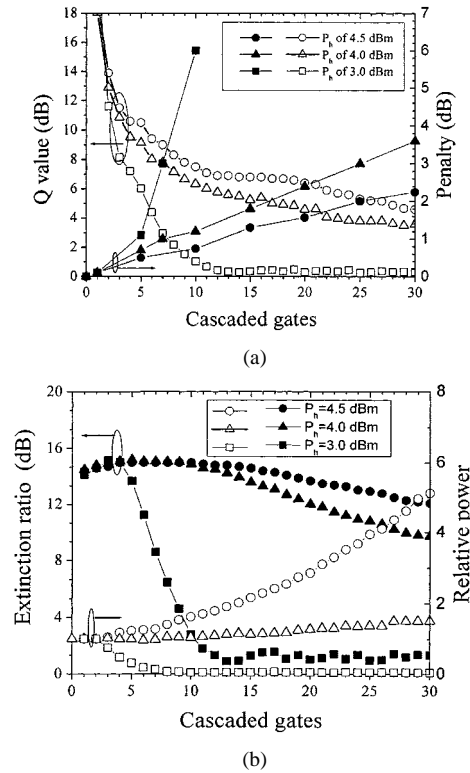 (a)
18
16
14
12
10
8
6
4
2
0
Q value (dB)
7
6
5
4
3
2
1
0
Penalty (dB)
P_h of 4.5 dBm
P_h of 4.0 dBm
P_h of 3.0 dBm
0 5 10 15 20 25 30
Cascaded gates
(a)
(b)
20
16
12
8
4
0
Extinction ratio (dB)
8
6
4
2
0
Relative power
P_h=4.5 dBm
P_h=4.0 dBm
P_h=3.0 dBm
0 5 10 15 20 25 30
Cascaded gates
(b)